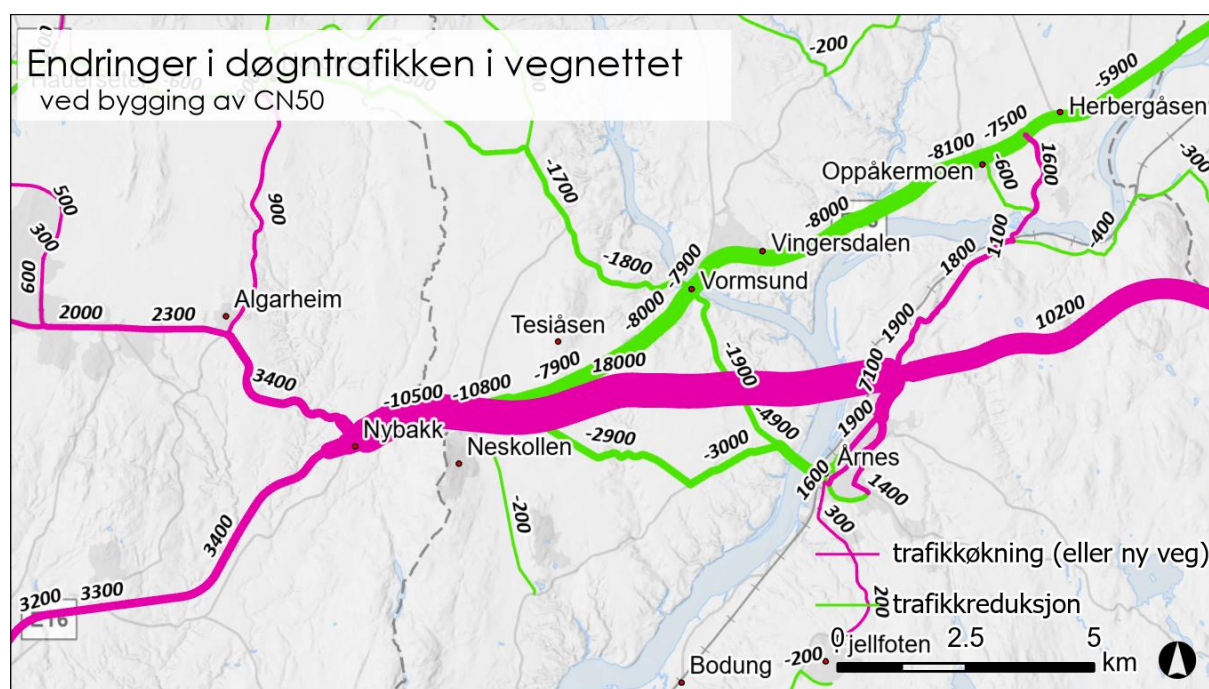 Endringer i døgntrafikken i vegnettet
ved bygging av CN50
-200
-5900
Herbergåsen
-7500
-8100
1600
Oppåkermoen
-600
-300
-1700
500
900
-8000
-400
300
1100
600
-1800
-7900
Vingersdalen
1800
Vormsund
10200
Algarheim
2000
2300
-8000
1900
Tesiåsen
-7900
18000
-1900
7100
3400
-10500
-10800
Nybakk
-4900
1900
Neskollen
-2900
-3000
Årnes
1600
1400
-200
300
3400
trafikkøkning (eller ny veg)
3200
3300
200
trafikkreduksjon
E16
0
2.5
5
jellfoten
km
Bodung
-200